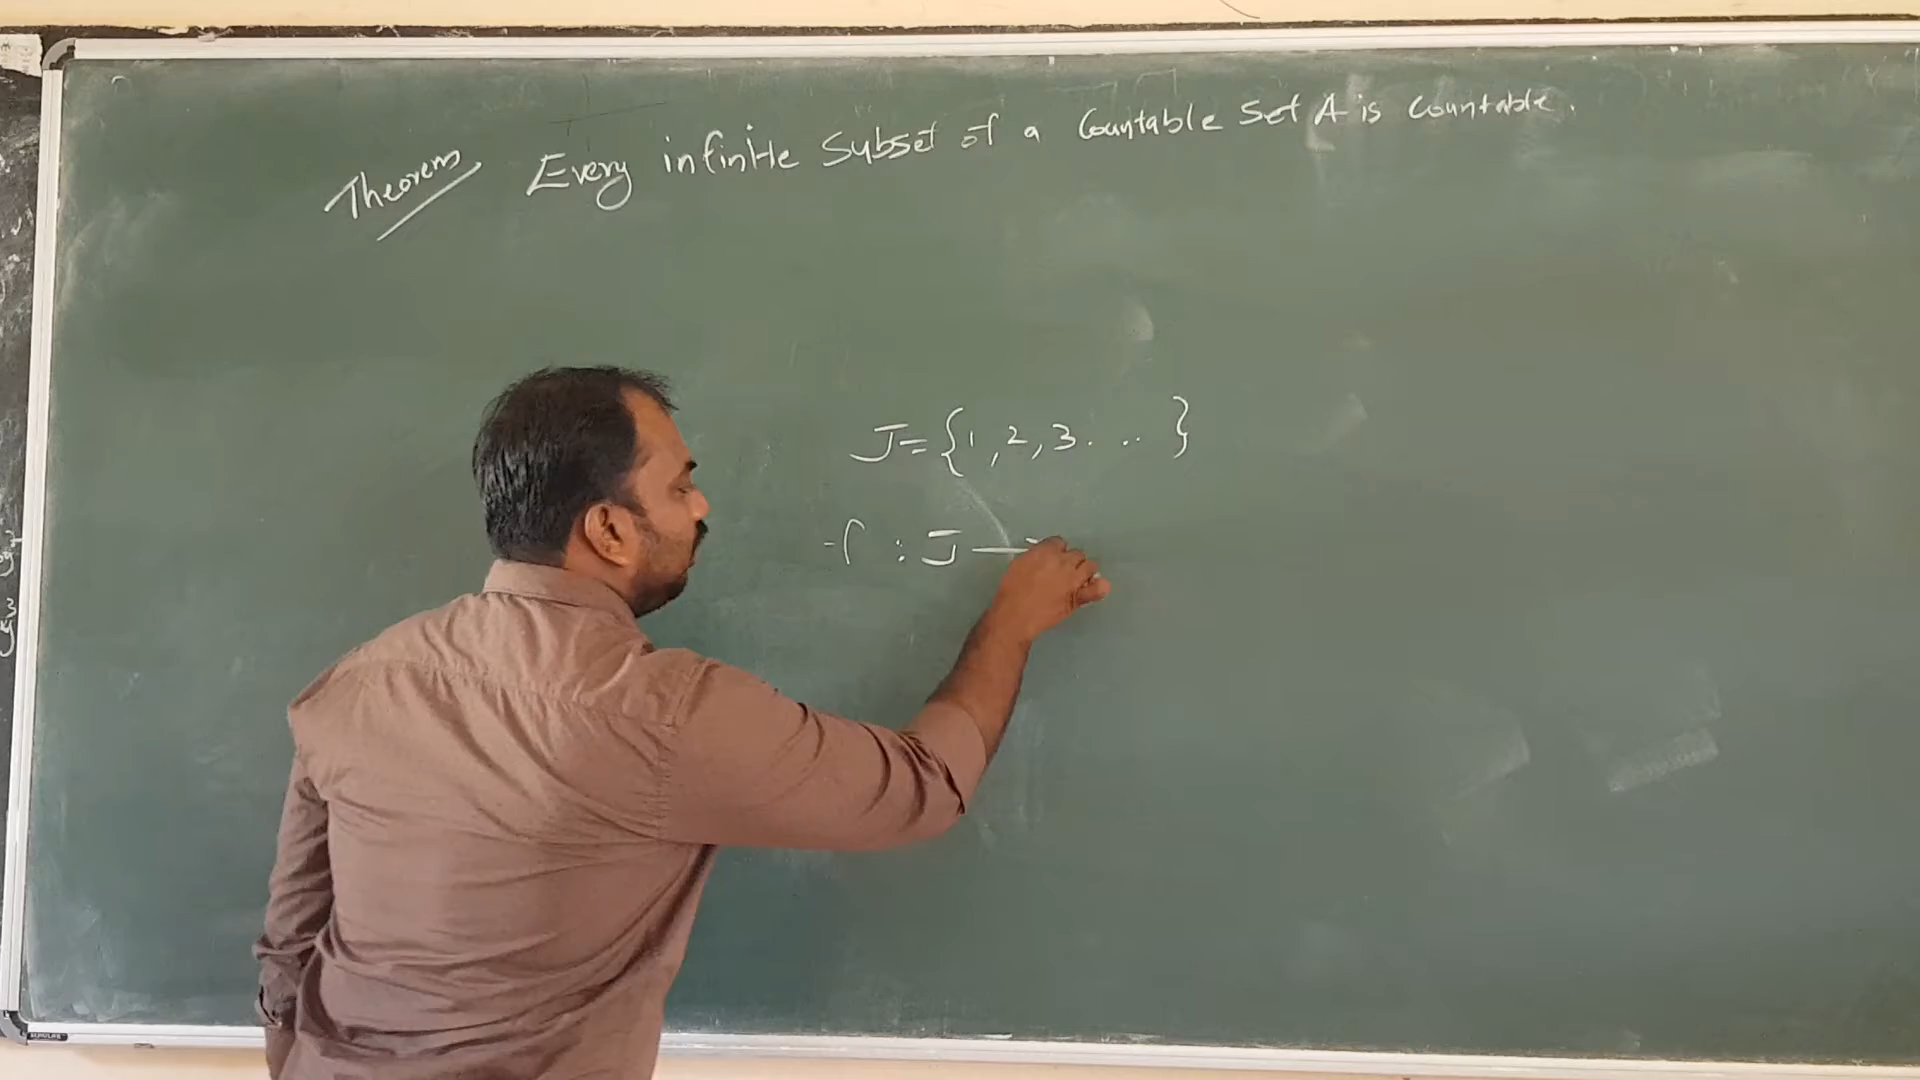 Theorem Every infinite Subset of a Countable Set A is Countable.
J = {1, 2, 3. . .. }
f : J →